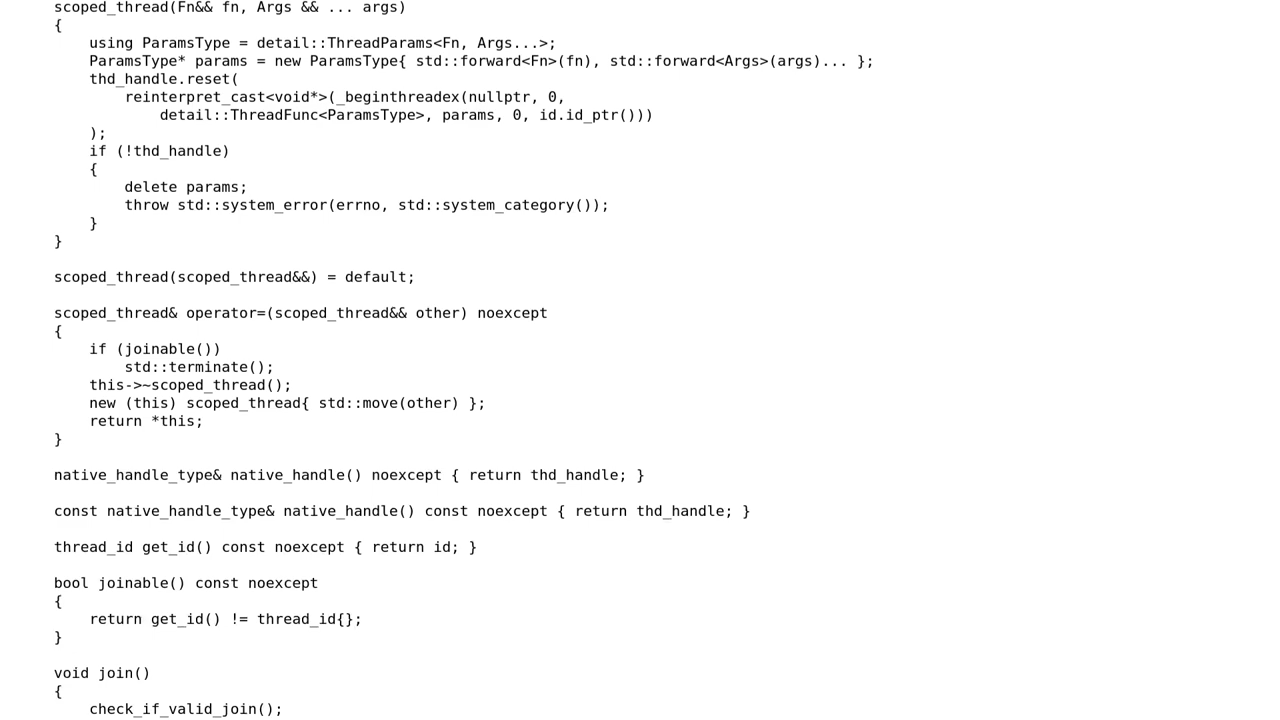 scoped_thread(Fn&& fn, Args && ... args)
{
    using ParamsType = detail::ThreadParams<Fn, Args...>;
    ParamsType* params = new ParamsType{ std::forward<Fn>(fn), std::forward<Args>(args)... };
    thd_handle.reset(
        reinterpret_cast<void*>(_beginthreadex(nullptr, 0,
            detail::ThreadFunc<ParamsType>, params, 0, id.id_ptr()))
    );
    if (!thd_handle)
    {
        delete params;
        throw std::system_error(errno, std::system_category());
    }
}

scoped_thread(scoped_thread&&) = default;

scoped_thread& operator=(scoped_thread&& other) noexcept
{
    if (joinable())
        std::terminate();
    this->~scoped_thread();
    new (this) scoped_thread{ std::move(other) };
    return *this;
}

native_handle_type& native_handle() noexcept { return thd_handle; }

const native_handle_type& native_handle() const noexcept { return thd_handle; }

thread_id get_id() const noexcept { return id; }

bool joinable() const noexcept
{
    return get_id() != thread_id{};
}

void join()
{
    check_if_valid_join();